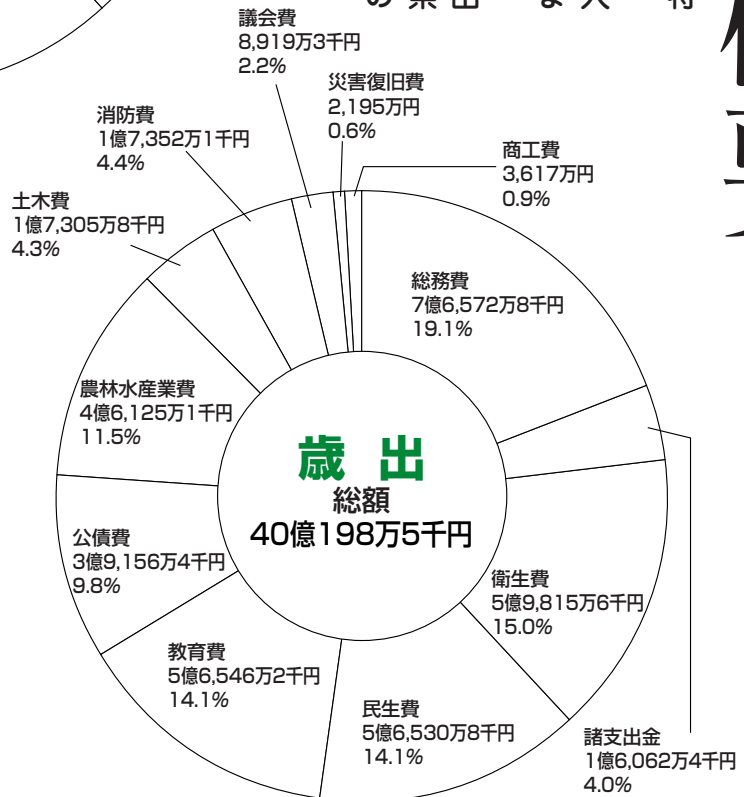 議会費
8,919万3千円
2.2%
災害復旧費
2,195万円
0.6%
消防費
1億7,352万1千円
4.4%
商工費
3,617万円
0.9%
土木費
1億7,305万8千円
4.3%
総務費
7億6,572万8千円
19.1%
農林水産業費
4億6,125万1千円
11.5%
歳出
総額
40億198万5千円
公債費
3億9,156万4千円
9.8%
衛生費
5億9,815万6千円
15.0%
教育費
5億6,546万2千円
14.1%
民生費
5億6,530万8千円
14.1%
諸支出金
1億6,062万4千円
4.0%